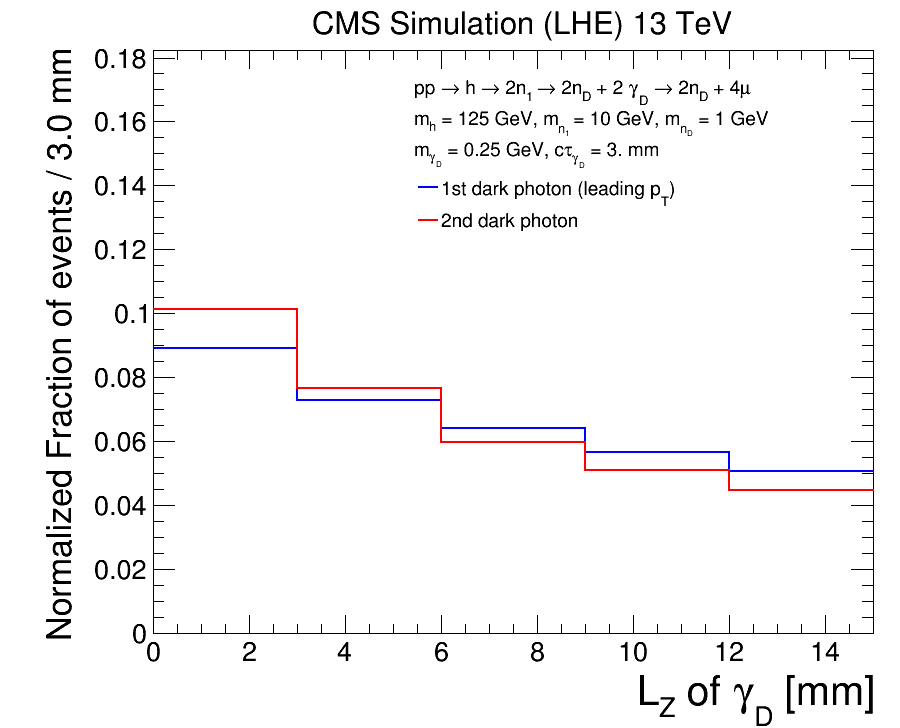 CMS Simulation (LHE) 13 TeV
pp → h → 2n1 → 2nD + 2 γD → 2nD + 4μ
mh = 125 GeV, mn1 = 10 GeV, mnD = 1 GeV
mγD = 0.25 GeV, cτγD = 3. mm
1st dark photon (leading pT)
2nd dark photon
Normalized Fraction of events / 3.0 mm
0.18
0.16
0.14
0.12
0.1
0.08
0.06
0.04
0.02
0
0 2 4 6 8 10 12 14
LZ of γD [mm]